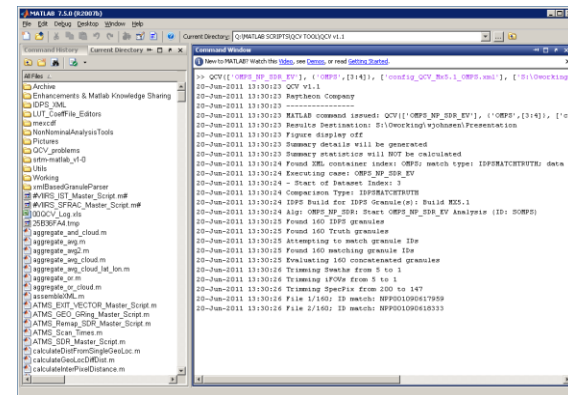 MATLAB 7.5.0 (R2007b)
File Edit Debug Desktop Window Help
Current Directory: Q:\MATLAB SCRIPTS\QCV TOOL\QCV v1.1
Command History Current Directory
Command Window
New to MATLAB? Watch this Video, see Demos, or read Getting Started.
All Files
Archive
Enhancements & Matlab Knowledge Sharing
IDPS_XML
LUT_CoeffFile_Editors
mexcdf
NonNominalAnalysisTools
Pictures
QCV_problems
srtm-matlab_v1-0
Utils
Working
xmlBasedGranuleParser
#VIIRS_IST_Master_Script.m#
#VIIRS_SFRAC_Master_Script.m#
00QCV_Log.xls
25B36FA4.tmp
aggregate_and_cloud.m
aggregate_avg.m
aggregate_avg2.m
aggregate_avg_cloud.m
aggregate_avg_cloud_lat_lon.m
aggregate_or.m
aggregate_or_cloud.m
assembleXML.m
ATMS_EXIT_VECTOR_Master_Script.m
ATMS_GEO_GRing_Master_Script.m
ATMS_Remap_SDR_Master_Script.m
ATMS_Scan_Times.m
ATMS_SDR_Master_Script.m
calculateDistFromSingleGeoLoc.m
calculateGeoLocDiffDist.m
calculateInterPixelDistance.m
>> QCV(['OMPS_NP_SDR_EV'], {'OMPS',[3:4]}, ['config_QCV_Mx5.1_OMPS.xml'], ['S:\Oworking
20-Jun-2011 13:30:23 QCV v1.1
20-Jun-2011 13:30:23 Raytheon Company
20-Jun-2011 13:30:23 ----------------
20-Jun-2011 13:30:23 MATLAB command issued: QCV(['OMPS_NP_SDR_EV'], {'OMPS',[3:4]}, ['c
20-Jun-2011 13:30:23 Results Destination: S:\Oworking\wjohnsen\Presentation
20-Jun-2011 13:30:23 Figure display off
20-Jun-2011 13:30:23 Summary details will be generated
20-Jun-2011 13:30:23 Summary statistics will NOT be calculated
20-Jun-2011 13:30:24 Found XML container index: OMPS; match type: IDPSMATCHTRUTH; data
20-Jun-2011 13:30:24 Executing case: OMPS_NP_SDR_EV
20-Jun-2011 13:30:24 - Start of Dataset Index: 3
20-Jun-2011 13:30:24 Comparison Type: IDPSMATCHTRUTH
20-Jun-2011 13:30:24 IDPS Build for IDPS Granule(s): Build MX5.1
20-Jun-2011 13:30:24 Alg: OMPS_NP_SDR: Start OMPS_NP_SDR_EV Analysis (ID: SOMPS)
20-Jun-2011 13:30:25 Found 160 IDPS granules
20-Jun-2011 13:30:25 Found 160 Truth granules
20-Jun-2011 13:30:25 Attempting to match granule IDs
20-Jun-2011 13:30:25 Found matching granule IDs
20-Jun-2011 13:30:25 Evaluating 160 concatenated granules
20-Jun-2011 13:30:26 Trimming Swaths from 5 to 1
20-Jun-2011 13:30:26 Trimming iFOVs from 5 to 1
20-Jun-2011 13:30:26 Trimming SpecPix from 200 to 147
20-Jun-2011 13:30:26 File 1/160; ID match: NPP001090617959
20-Jun-2011 13:30:26 File 2/160; ID match: NPP001090618333